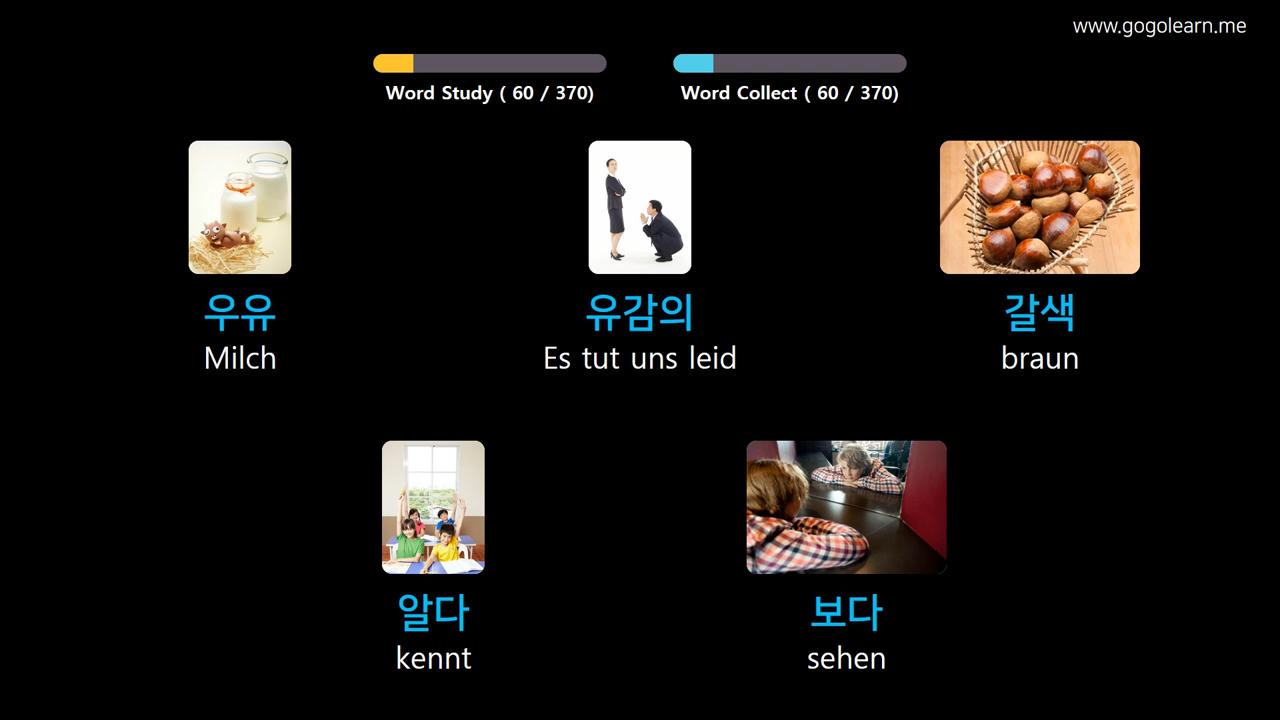 www.gogolearn.me
Word Study ( 60 / 370)
Word Collect ( 60 / 370)
우유
Milch
유감의
Es tut uns leid
갈색
braun
알다
kennt
보다
sehen